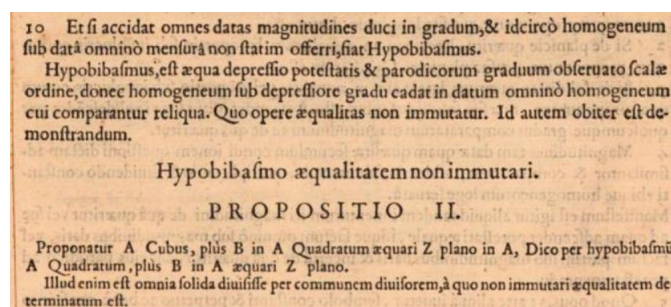 10 Et si accidat omnes datas magnitudines duci in gradum, & idcircò homogeneum
sub datâ omninò mensurâ non statim offerri, fiat Hypobibasmus.
Hypobibasmus, est æqua depressio potestatis & parodicorum graduum obseruato scalæ
ordine, donec homogeneum sub depressiore gradu cadat in datum omninò homogeneum
cui comparantur reliqua. Quo opere æqualitas non immutatur. Id autem obiter est de-
monstrandum.
Hypobibasmo æqualitatem non immutari.
PROPOSITIO II.
Proponatur A Cubus, plùs B in A Quadratum æquari Z plano in A, Dico per hypobibasmũ
A Quadratum, plùs B in A æquari Z plano.
Illud enim est omnia solida diuisisse per communem diuisorem, à quo non immutari æqualitatem de
terminatum est.